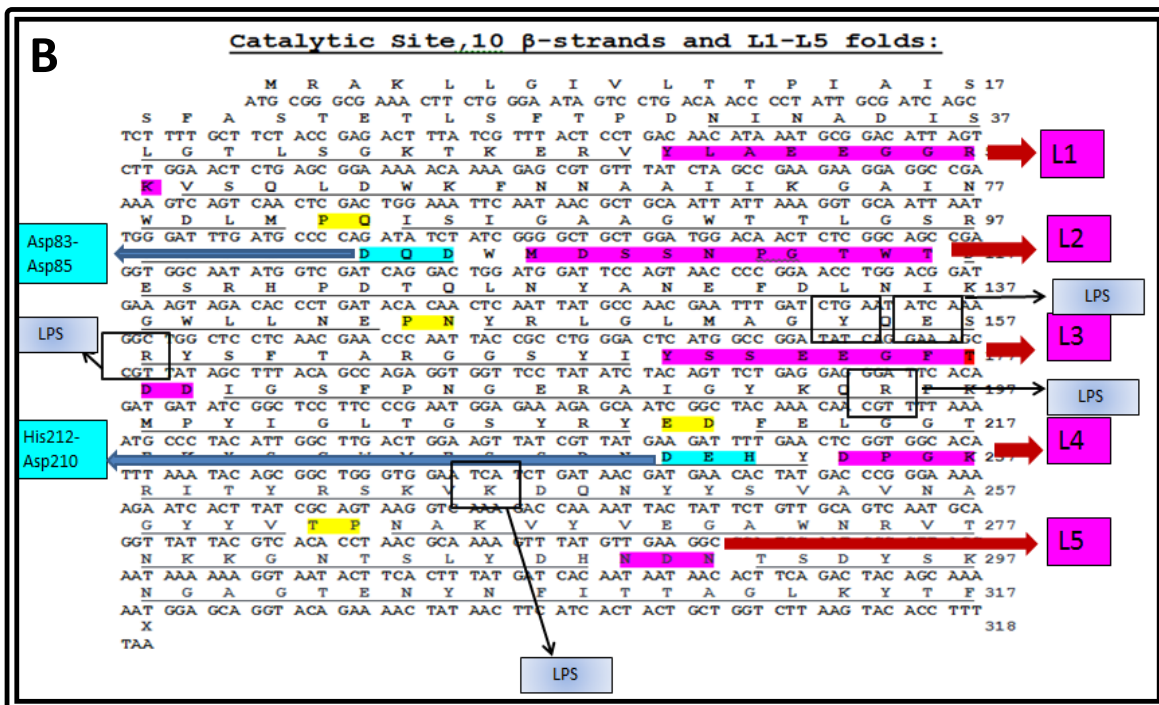 B
Catalytic Site,10 β-strands and L1-L5 folds:
M R A K L L G I V L T T P I A I S 17
ATG CGG GCG AAA CTT CTG GGA ATA GTC CTG ACA ACC CCT ATT GCG ATC AGC
S F A S T E T L S F T P D N I N A D I S 37
TCT TTT GCT TCT ACC GAG ACT TTA TCG TTT ACT CCT GAC AAC ATA AAT GCG GAC ATT AGT
L G T L S G K T K E R V Y L A E E G G R
L1
CTT GGA ACT CTG AGC GGA AAA ACA AAA GAG CGT GTT TAT CTA GCC GAA GAA GGA GGC CGA
K V S Q L D W K F N N A A I I K G A I N 77
AAA GTC AGT CAA CTC GAC TGG AAA TTC AAT AAC GCT GCA ATT ATT AAA GGT GCA ATT AAT
W D L M P Q I S I G A A G W T T L G S R 97
TGG GAT TTG ATG CCC CAG ATA TCT ATC GGG GCT GCT GGA TGG ACA ACT CTC GGC AGC CGA
Asp83-
Asp85
D Q D W M D S S N P G T W T
L2
GGT GGC AAT ATG GTC GAT CAG GAC TGG ATG GAT TCC AGT AAC CCC GGA ACC TGG ACG GAT
E S R H P D T Q L N Y A N E F D L N I K 137
GAA AGT AGA CAC CCT GAT ACA CAA CTC AAT TAT GCC AAC GAA TTT GAT CTG AAT ATC AAA
LPS
G W L L N E P N Y R L G L M A G Y Q E S 157
LPS
GGC TGG CTC CTC AAC GAA CCC AAT TAC CGC CTG GGA CTC ATG GCC GGA TAT CAG GAA AGC
R Y S F T A R G G S Y I Y S S E E G F T
L3
CGT TAT AGC TTT ACA GCC AGA GGT GGT TCC TAT ATC TAC AGT TCT GAG GAG GGA TTC ACA
D D I G S F P N G E R A I G Y K Q R F K 197
LPS
GAT GAT ATC GGC TCC TTC CCG AAT GGA GAA AGA GCA ATC GGC TAC AAA CAA CGT TTT AAA
M P Y I G L T G S Y R Y E D F E L G G T 217
ATG CCC TAC ATT GGC TTG ACT GGA AGT TAT CGT TAT GAA GAT TTT GAA CTC GGT GGC ACA
His212-
Asp210
D E H Y D P G K
L4
TTT AAA TAC AGC GGC TGG GTG GAA TCA TCT GAT AAC GAT GAA CAC TAT GAC CCG GGA AAA
R I T Y R S K V K D Q N Y Y S V A V N A 257
AGA ATC ACT TAT CGC AGT AAG GTC AAA GAC CAA AAT TAC TAT TCT GTT GCA GTC AAT GCA
G Y Y V T P N A K V Y V E G A W N R V T 277
GGT TAT TAC GTC ACA CCT AAC GCA AAA GTT TAT GTT GAA GGC
L5
N K K G N T S L Y D H N D N T S D Y S K 297
AAT AAA AAA GGT AAT ACT TCA CTT TAT GAT CAC AAT AAT AAC ACT TCA GAC TAC AGC AAA
N G A G T E N Y N F I T T A G L K Y T F 317
AAT GGA GCA GGT ACA GAA AAC TAT AAC TTC ATC ACT ACT GCT GGT CTT AAG TAC ACC TTT
X 318
TAA
LPS